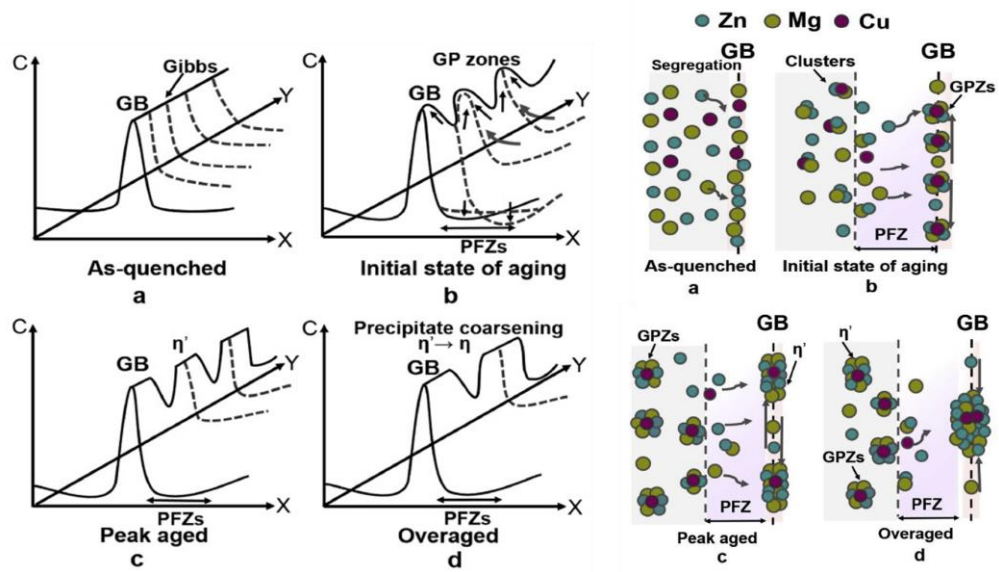 Zn Mg Cu
C
Gibbs
GB
Y
X
As-quenched
a
C
GP zones
GB
Y
PFZs
X
Initial state of aging
b
GB
Segregation
As-quenched
a
Clusters
GB
GPZs
PFZ
Initial state of aging
b
C
η'
GB
Y
X
PFZs
Peak aged
c
C
Precipitate coarsening
η'→ η
GB
Y
X
PFZs
Overaged
d
GPZs
GB
η'
PFZ
Peak aged
c
η'
GB
GPZs
PFZ
Overaged
d